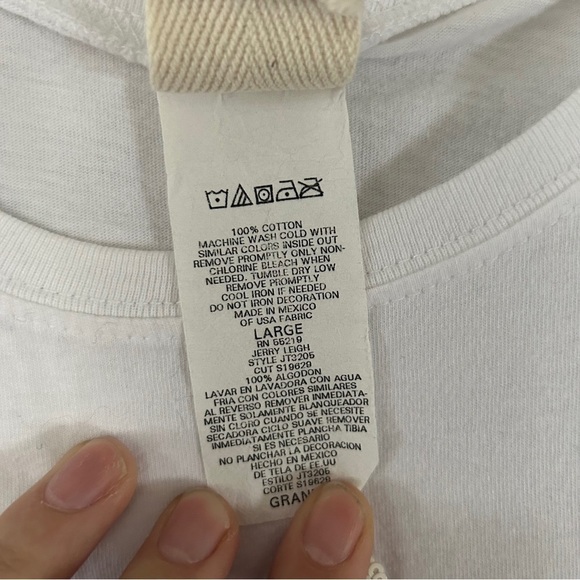 100% COTTON
MACHINE WASH COLD WITH
SIMILAR COLORS INSIDE OUT
REMOVE PROMPTLY ONLY NON-
CHLORINE BLEACH WHEN
NEEDED. TUMBLE DRY LOW
REMOVE PROMPTLY
COOL IRON IF NEEDED
DO NOT IRON DECORATION
MADE IN MEXICO
OF USA FABRIC
LARGE
RN 55219
JERRY LEIGH
STYLE JT3205
CUT S19629
100% ALGODON
LAVAR EN LAVADORA CON AGUA
FRIA CON COLORES SIMILARES
AL REVERSO REMOVER INMEDIATA-
MENTE SOLAMENTE BLANQUEADOR
SIN CLORO CUANDO SE NECESITE
SECADORA CICLO SUAVE REMOVER
INMEDIATAMENTE PLANCHA TIBIA
SI ES NECESARIO
NO PLANCHAR LA DECORACION
HECHO EN MEXICO
DE TELA DE EE UU
ESTILO JT3205
CORTE S19629
GRAN